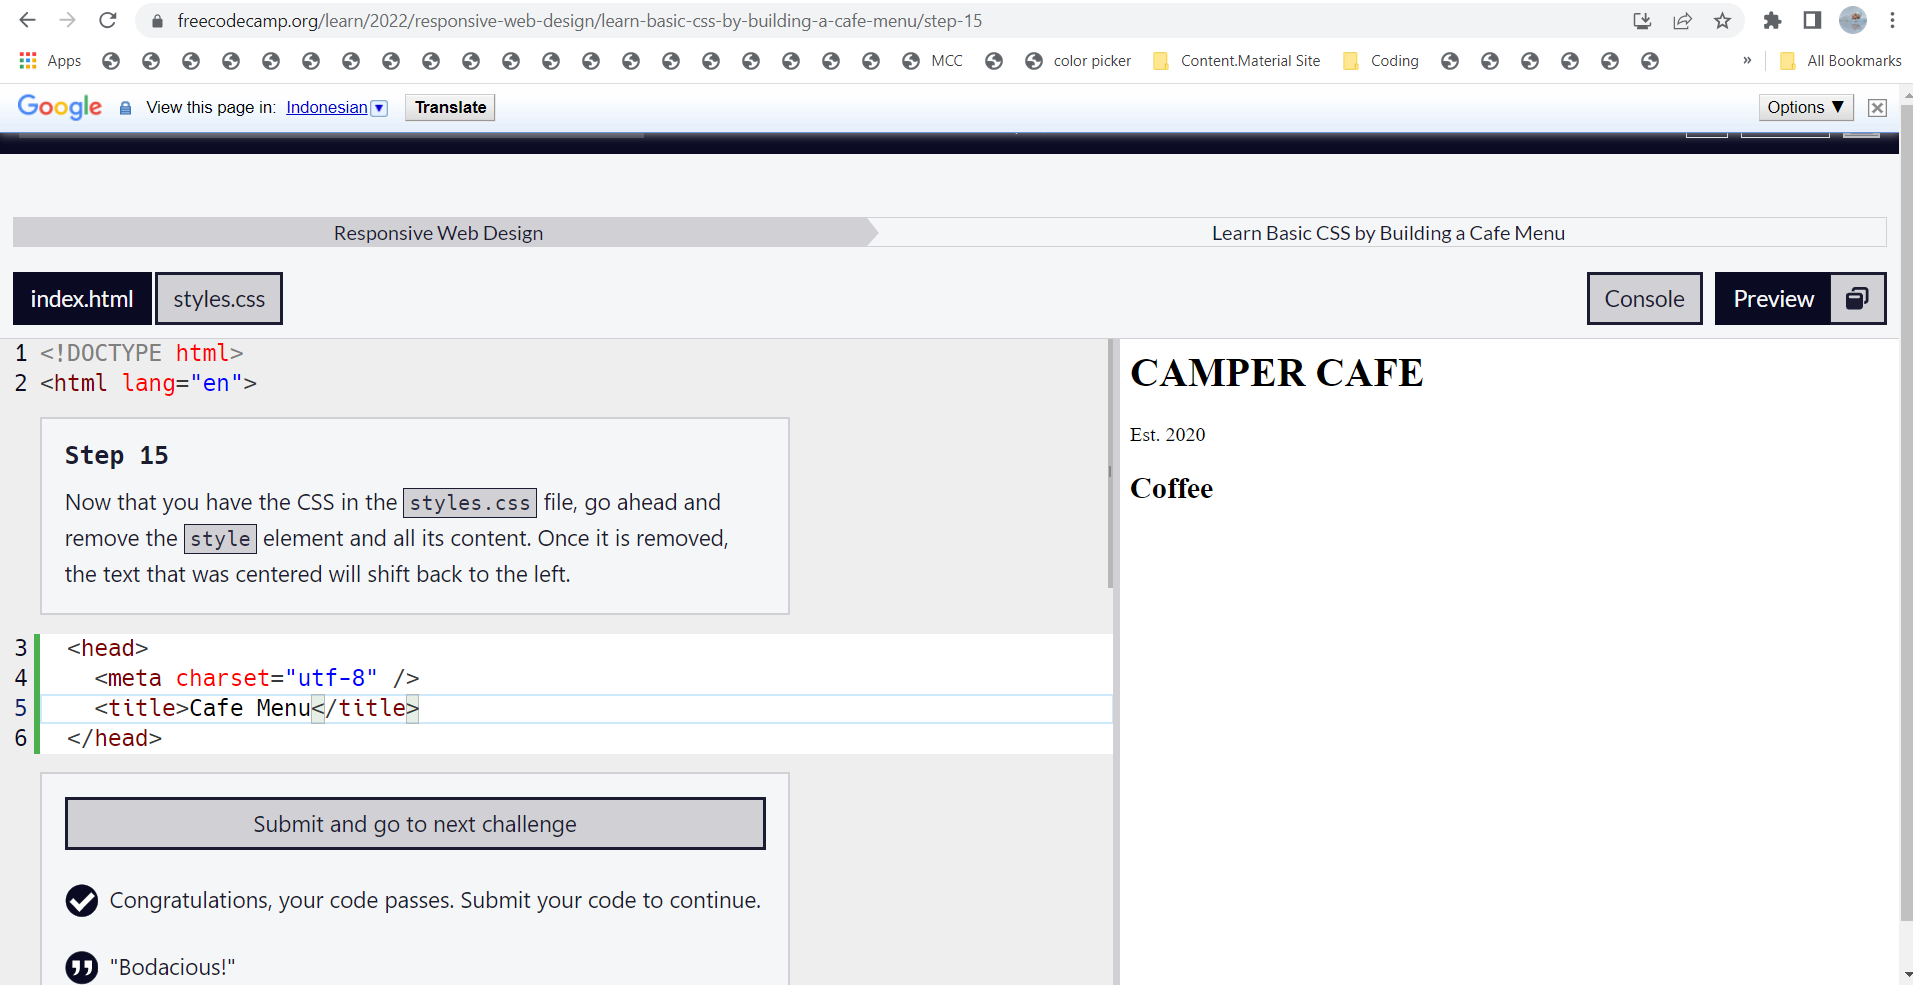 freecodecamp.org/learn/2022/responsive-web-design/learn-basic-css-by-building-a-cafe-menu/step-15
Apps MCC color picker Content.Material Site Coding » All Bookmarks
Google View this page in: Indonesian ▼ Translate Options ▼
Responsive Web Design Learn Basic CSS by Building a Cafe Menu
index.html styles.css Console Preview
1 <!DOCTYPE html>
2 <html lang="en">
Step 15
Now that you have the CSS in the styles.css file, go ahead and
remove the style element and all its content. Once it is removed,
the text that was centered will shift back to the left.
3 <head>
4 <meta charset="utf-8" />
5 <title>Cafe Menu</title>
6 </head>
Submit and go to next challenge
Congratulations, your code passes. Submit your code to continue.
"Bodacious!"
CAMPER CAFE
Est. 2020
Coffee